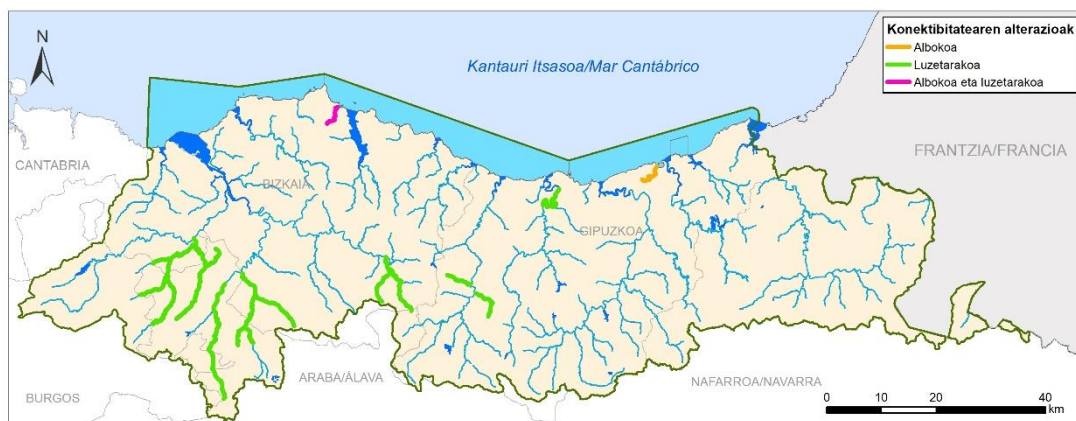 N
Konektibitatearen alterazioak
Albokoa
Luzetarakoa
Albokoa eta luzetarakoa
Kantauri Itsasoa/Mar Cantábrico
CANTABRIA
FRANTZIA/FRANCIA
BIZKAIA
GIPUZKOA
ARABA/ÁLAVA
NAFARROA/NAVARRA
BURGOS
0 10 20 40
km